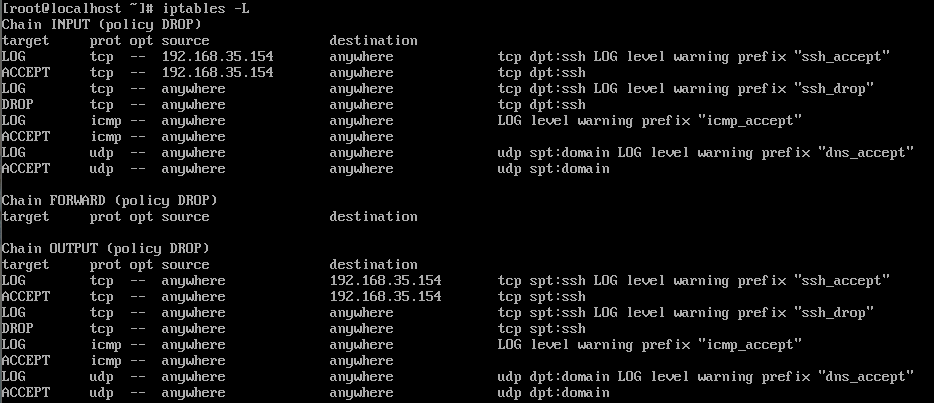 [root@localhost ~]# iptables -L
Chain INPUT (policy DROP)
target     prot opt source               destination
LOG        tcp  --  192.168.35.154       anywhere             tcp dpt:ssh LOG level warning prefix "ssh_accept"
ACCEPT     tcp  --  192.168.35.154       anywhere             tcp dpt:ssh
LOG        tcp  --  anywhere             anywhere             tcp dpt:ssh LOG level warning prefix "ssh_drop"
DROP       tcp  --  anywhere             anywhere             tcp dpt:ssh
LOG        icmp --  anywhere             anywhere             LOG level warning prefix "icmp_accept"
ACCEPT     icmp --  anywhere             anywhere
LOG        udp  --  anywhere             anywhere             udp spt:domain LOG level warning prefix "dns_accept"
ACCEPT     udp  --  anywhere             anywhere             udp spt:domain

Chain FORWARD (policy DROP)
target     prot opt source               destination

Chain OUTPUT (policy DROP)
target     prot opt source               destination
LOG        tcp  --  anywhere             192.168.35.154       tcp spt:ssh LOG level warning prefix "ssh_accept"
ACCEPT     tcp  --  anywhere             192.168.35.154       tcp spt:ssh
LOG        tcp  --  anywhere             anywhere             tcp spt:ssh LOG level warning prefix "ssh_drop"
DROP       tcp  --  anywhere             anywhere             tcp spt:ssh
LOG        icmp --  anywhere             anywhere             LOG level warning prefix "icmp_accept"
ACCEPT     icmp --  anywhere             anywhere
LOG        udp  --  anywhere             anywhere             udp dpt:domain LOG level warning prefix "dns_accept"
ACCEPT     udp  --  anywhere             anywhere             udp dpt:domain